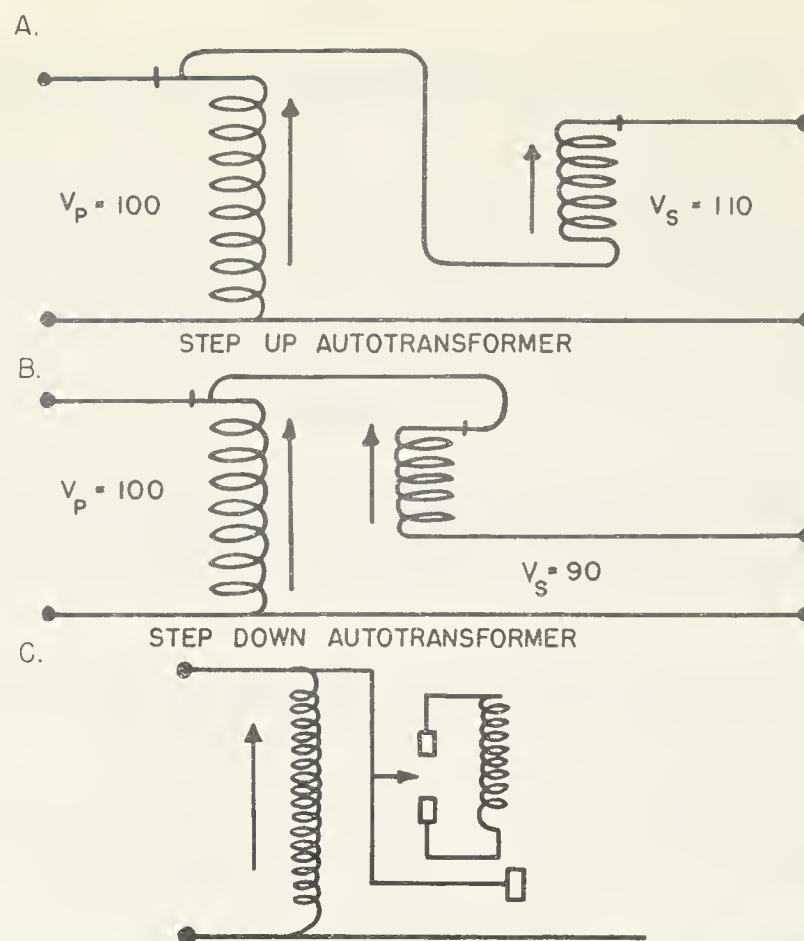 A.
V_P = 100
V_S = 110
STEP UP AUTOTRANSFORMER
B.
V_P = 100
V_S = 90
STEP DOWN AUTOTRANSFORMER
C.